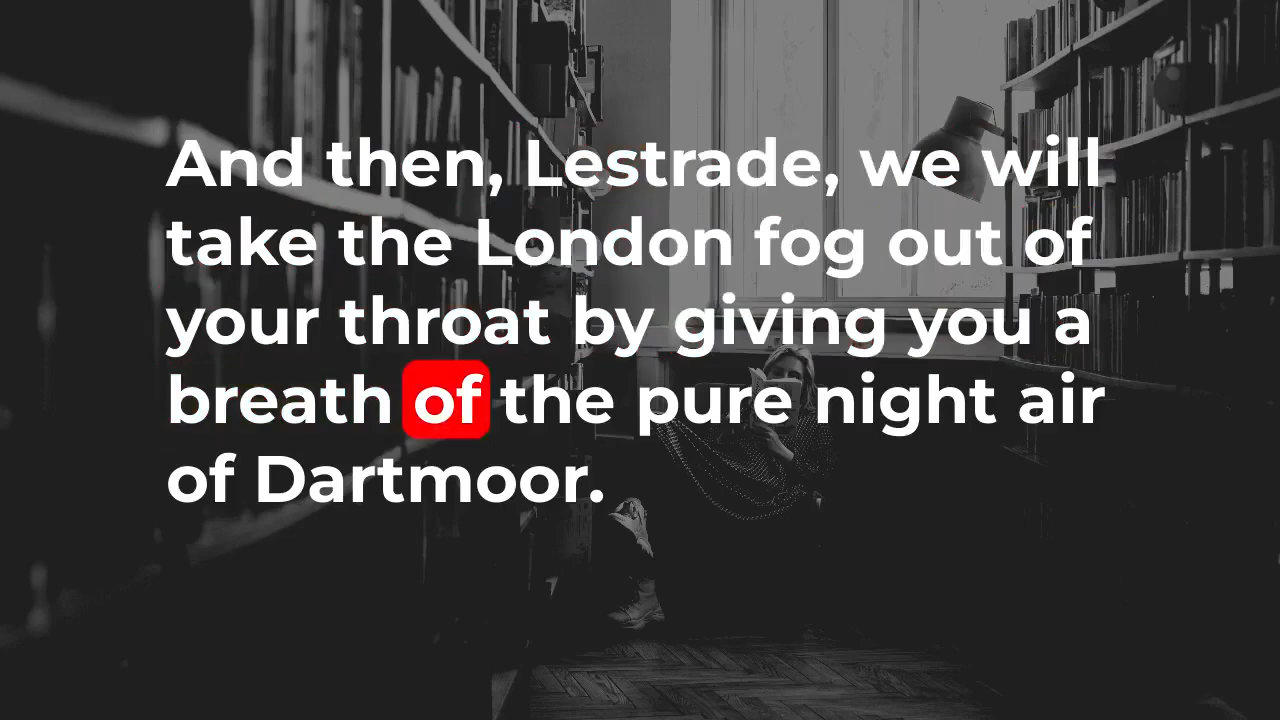 And then, Lestrade, we will
take the London fog out of
your throat by giving you a
breath of the pure night air
of Dartmoor.